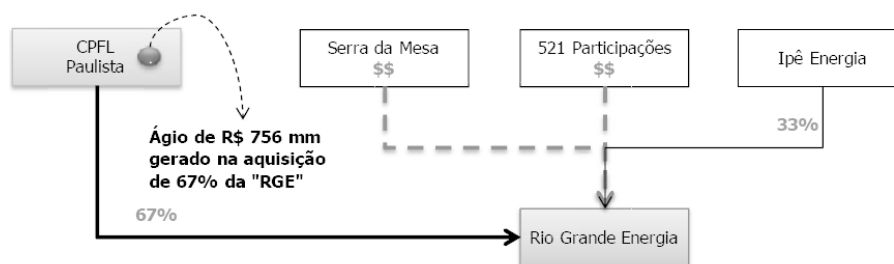 CPFL
Paulista
Serra da Mesa
$$
521 Participações
$$
Ipê Energia
Ágio de R$ 756 mm
gerado na aquisição
de 67% da "RGE"
33%
67%
Rio Grande Energia